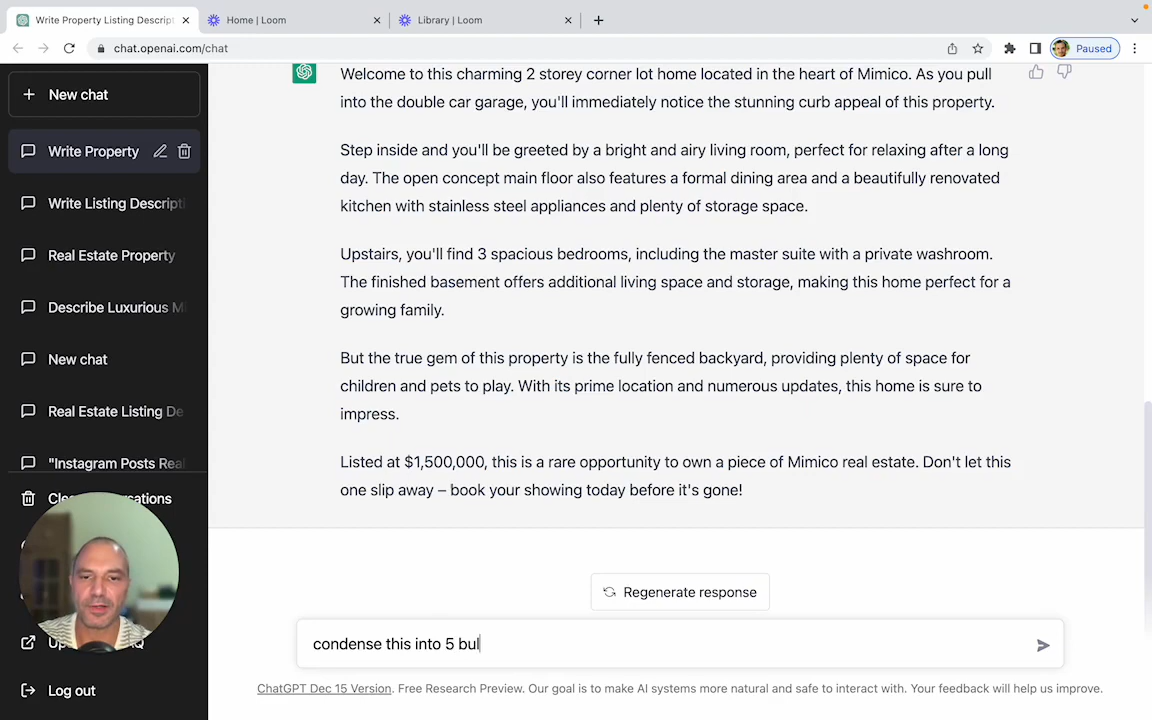 Write Property Listing Descript
Home | Loom
Library | Loom
chat.openai.com/chat
Paused
New chat
Write Property
Write Listing Descripti
Real Estate Property
Describe Luxurious M
New chat
Real Estate Listing De
"Instagram Posts Real
Log out
Welcome to this charming 2 storey corner lot home located in the heart of Mimico. As you pull
into the double car garage, you'll immediately notice the stunning curb appeal of this property.
Step inside and you'll be greeted by a bright and airy living room, perfect for relaxing after a long
day. The open concept main floor also features a formal dining area and a beautifully renovated
kitchen with stainless steel appliances and plenty of storage space.
Upstairs, you'll find 3 spacious bedrooms, including the master suite with a private washroom.
The finished basement offers additional living space and storage, making this home perfect for a
growing family.
But the true gem of this property is the fully fenced backyard, providing plenty of space for
children and pets to play. With its prime location and numerous updates, this home is sure to
impress.
Listed at $1,500,000, this is a rare opportunity to own a piece of Mimico real estate. Don't let this
one slip away – book your showing today before it's gone!
Regenerate response
condense this into 5 bul
ChatGPT Dec 15 Version. Free Research Preview. Our goal is to make AI systems more natural and safe to interact with. Your feedback will help us improve.